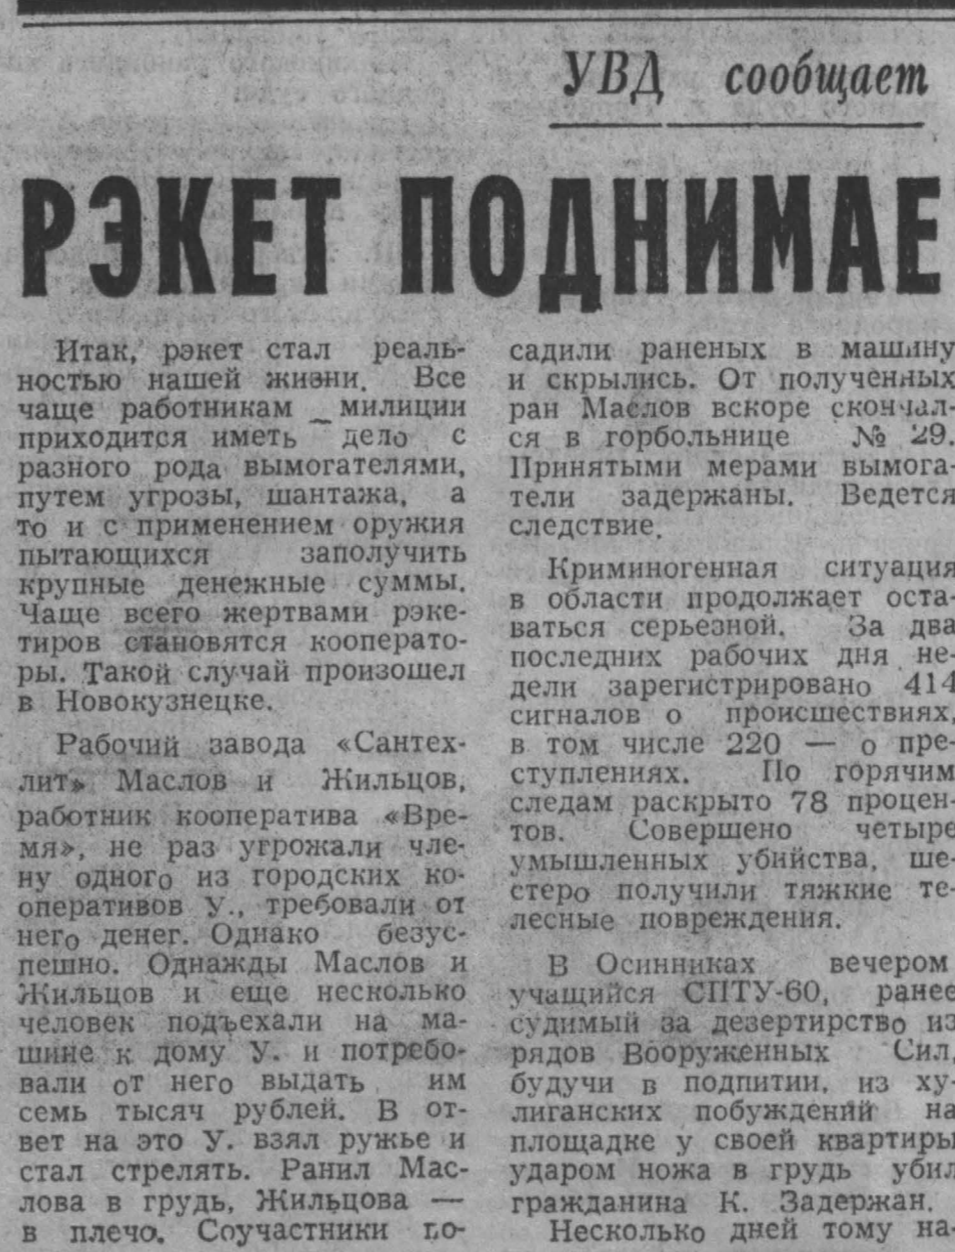 УВД сообщает
РЭКЕТ ПОДНИМАЕ
Итак, рэкет стал реаль-
ностью нашей жизни. Все
чаще работникам милиции
приходится иметь дело с
разного рода вымогателями,
путем угрозы, шантажа, а
то и с применением оружия
пытающихся заполучить
крупные денежные суммы.
Чаще всего жертвами рэке-
тиров становятся кооперато-
ры. Такой случай произошел
в Новокузнецке.
Рабочий завода «Сантех-
лит» Маслов и Жильцов,
работник кооператива «Вре-
мя», не раз угрожали чле-
ну одного из городских ко-
оперативов У., требовали от
него денег. Однако безус-
пешно. Однажды Маслов и
Жильцов и еще несколько
человек подъехали на ма-
шине к дому У. и потребо-
вали от него выдать им
семь тысяч рублей. В от-
вет на это У. взял ружье и
стал стрелять. Ранил Мас-
лова в грудь, Жильцова —
в плечо. Соучастники по-
садили раненых в машину
и скрылись. От полученных
ран Маслов вскоре скончал-
ся в горбольнице № 29.
Принятыми мерами вымога-
тели задержаны. Ведется
следствие.
Криминогенная ситуация
в области продолжает оста-
ваться серьезной. За два
последних рабочих дня не-
дели зарегистрировано 414
сигналов о происшествиях,
в том числе 220 — о пре-
ступлениях. По горячим
следам раскрыто 78 процен-
тов. Совершено четыре
умышленных убийства, ше-
стеро получили тяжкие те-
лесные повреждения.
В Осинниках вечером
учащийся СПТУ-60, ранее
судимый за дезертирство из
рядов Вооруженных Сил,
будучи в подпитии, из ху-
лиганских побуждений на
площадке у своей квартиры
ударом ножа в грудь убил
гражданина К. Задержан.
Несколько дней тому на-